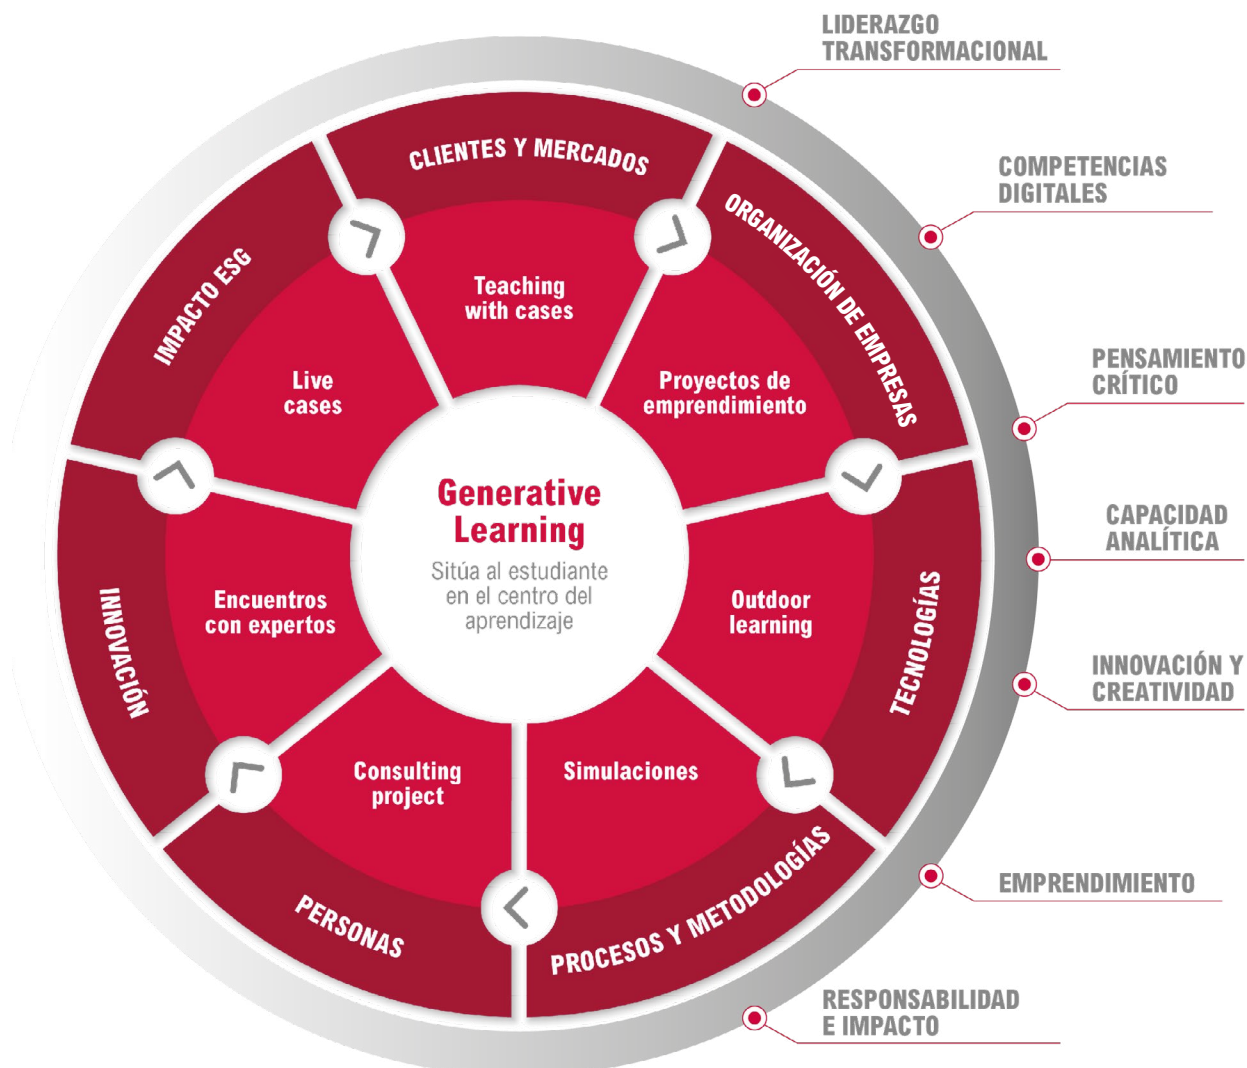 LIDERAZGO
TRANSFORMACIONAL
COMPETENCIAS
DIGITALES
PENSAMIENTO
CRÍTICO
CAPACIDAD
ANALÍTICA
INNOVACIÓN Y
CREATIVIDAD
EMPRENDIMIENTO
RESPONSABILIDAD
E IMPACTO
CLIENTES Y MERCADOS
ORGANIZACIÓN DE EMPRESAS
TECNOLOGÍAS
PROCESOS Y METODOLOGÍAS
PERSONAS
INNOVACIÓN
IMPACTO ESG
Teaching
with cases
Proyectos de
emprendimiento
Outdoor
learning
Simulaciones
Consulting
project
Encuentros
con expertos
Live
cases
Generative
Learning
Sitúa al estudiante
en el centro del
aprendizaje